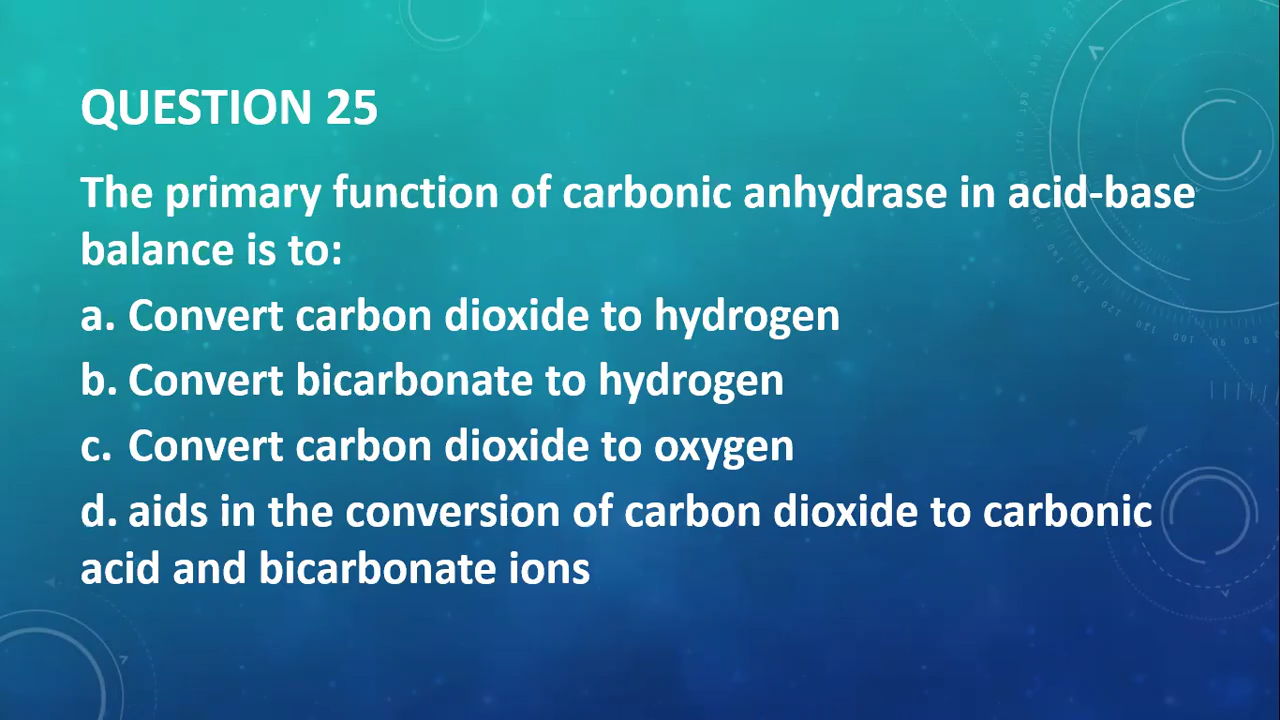 QUESTION 25
The primary function of carbonic anhydrase in acid-base
balance is to:
a. Convert carbon dioxide to hydrogen
b. Convert bicarbonate to hydrogen
c. Convert carbon dioxide to oxygen
d. aids in the conversion of carbon dioxide to carbonic
acid and bicarbonate ions